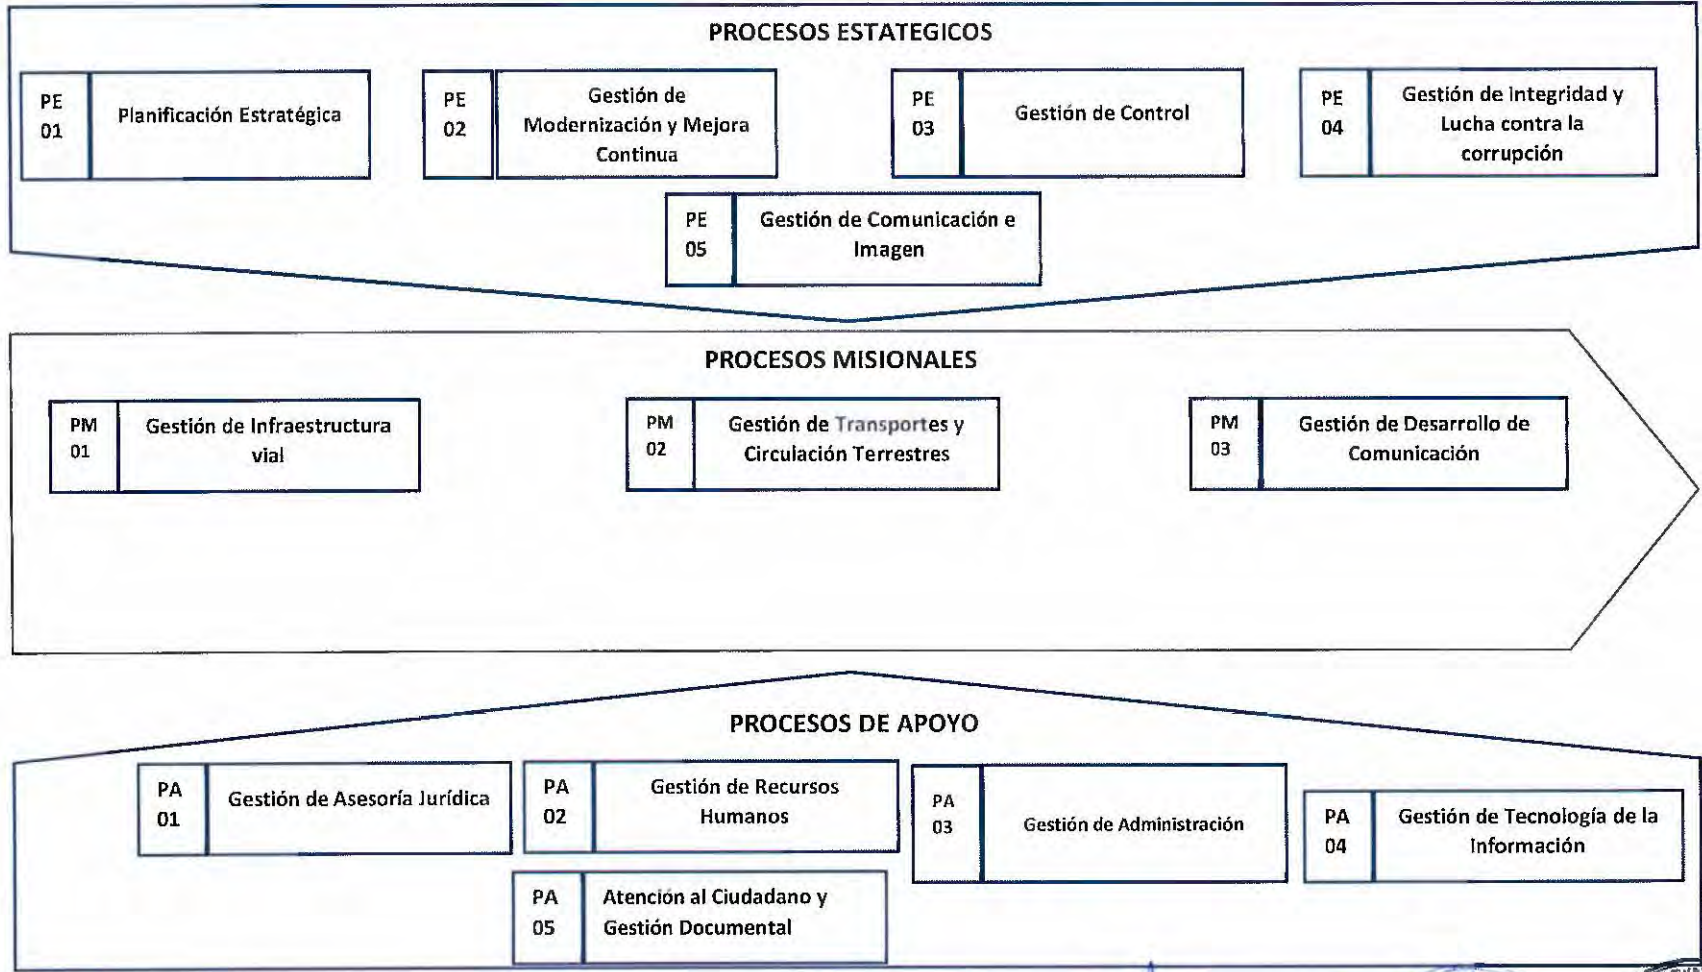 PROCESOS ESTATEGICOS
PE
01
Planificación Estratégica
PE
02
Gestión de
Modernización y Mejora
Continua
PE
03
Gestión de Control
PE
04
Gestión de Integridad y
Lucha contra la
corrupción
PE
05
Gestión de Comunicación e
Imagen
PROCESOS MISIONALES
PM
01
Gestión de Infraestructura
vial
PM
02
Gestión de Transportes y
Circulación Terrestres
PM
03
Gestión de Desarrollo de
Comunicación
PROCESOS DE APOYO
PA
01
Gestión de Asesoría Jurídica
PA
02
Gestión de Recursos
Humanos
PA
03
Gestión de Administración
PA
04
Gestión de Tecnología de la
Información
PA
05
Atención al Ciudadano y
Gestión Documental